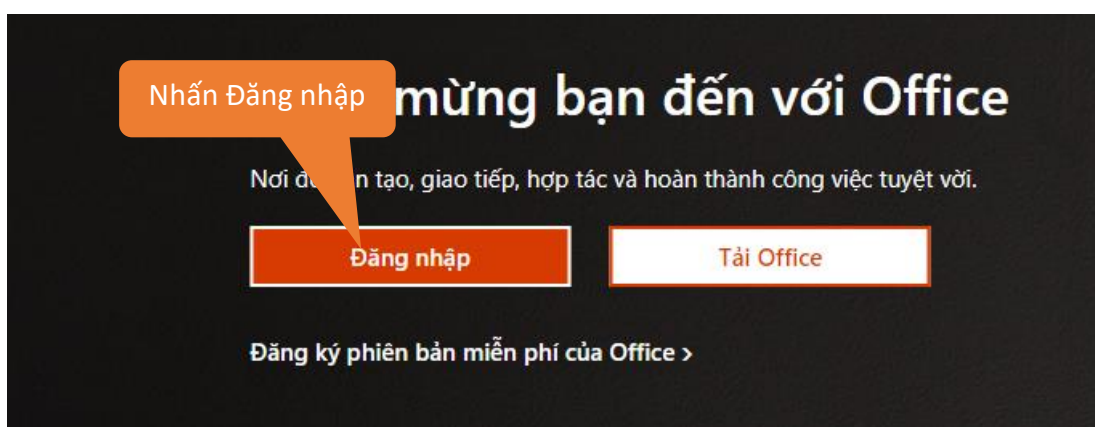 Nhấn Đăng nhập
mừng bạn đến với Office
Nơi n tạo, giao tiếp, hợp tác và hoàn thành công việc tuyệt vời.
Đăng nhập
Tải Office
Đăng ký phiên bản miễn phí của Office >